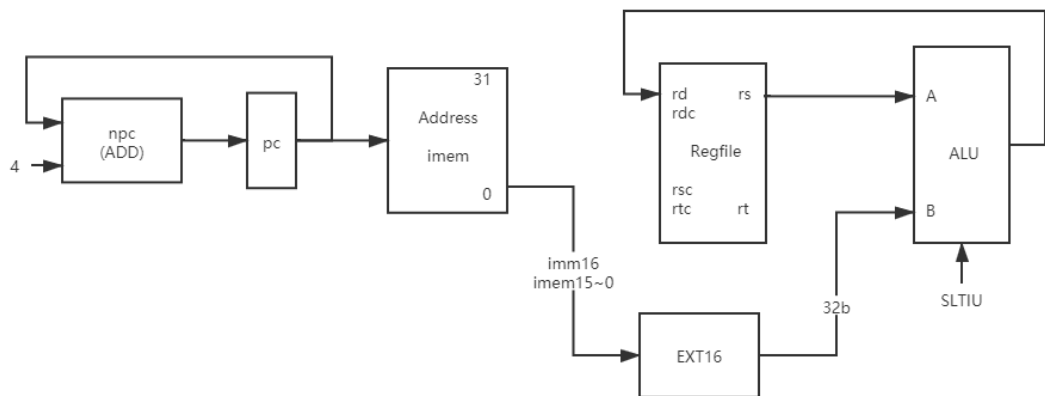 4
npc
(ADD)
pc
31
Address
imem
0
imm16
imem15~0
EXT16
32b
rd rs
rdc
Regfile
rsc
rtc rt
A
ALU
B
SLTIU